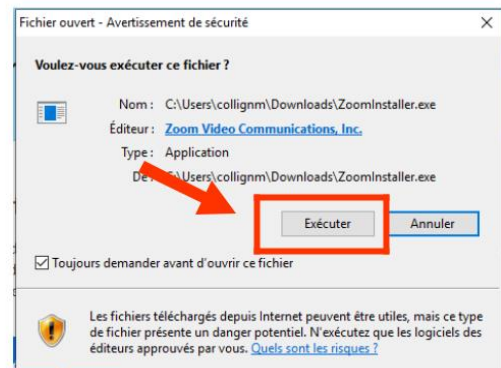 Fichier ouvert - Avertissement de sécurité
Voulez-vous exécuter ce fichier ?
Nom : C:\Users\collignm\Downloads\ZoomInstaller.exe
Éditeur : Zoom Video Communications, Inc.
Type : Application
De : C:\Users\collignm\Downloads\ZoomInstaller.exe
Exécuter Annuler
Toujours demander avant d'ouvrir ce fichier
Les fichiers téléchargés depuis Internet peuvent être utiles, mais ce type
de fichier présente un danger potentiel. N'exécutez que les logiciels des
éditeurs approuvés par vous. Quels sont les risques ?